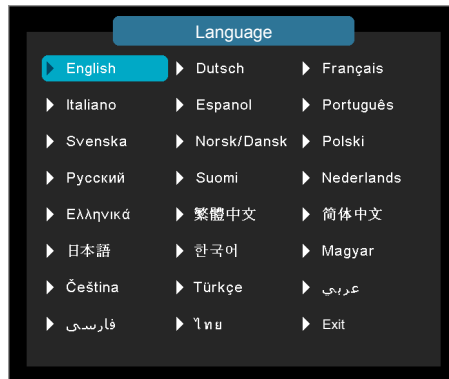 Language
English Dutsch Français
Italiano Espanol Português
Svenska Norsk/Dansk Polski
Русский Suomi Nederlands
Ελληνικά 繁體中文 简体中文
日本語 한국어 Magyar
Čeština Türkçe عربي
فارسی ไทย Exit